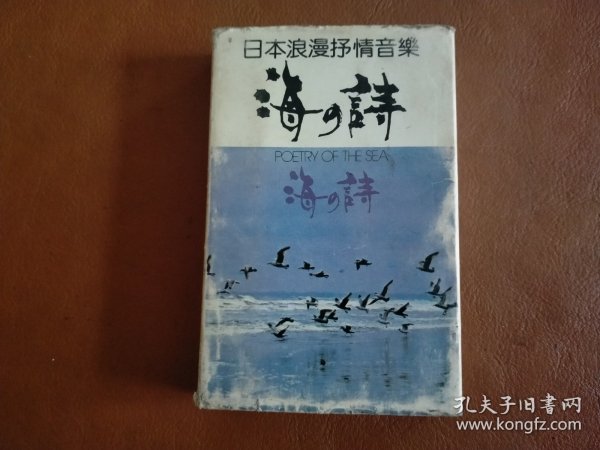 日本浪漫抒情音樂
海の詩
POETRY OF THE SEA
海の詩
孔夫子旧书网
www.kongfz.com